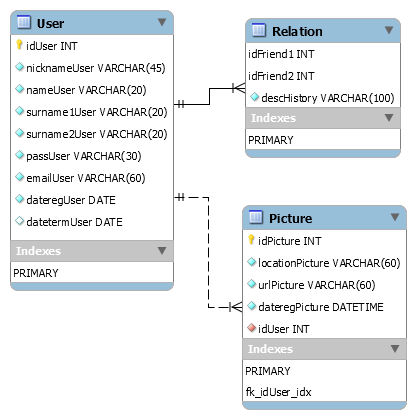 User
idUser INT
nicknameUser VARCHAR(45)
nameUser VARCHAR(20)
surname1User VARCHAR(20)
surname2User VARCHAR(20)
passUser VARCHAR(30)
emailUser VARCHAR(60)
dateregUser DATE
datetermUser DATE
Indexes
PRIMARY
Relation
idFriend1 INT
idFriend2 INT
descHistory VARCHAR(100)
Indexes
PRIMARY
Picture
idPicture INT
locationPicture VARCHAR(60)
urlPicture VARCHAR(60)
dateregPicture DATETIME
idUser INT
Indexes
PRIMARY
fk_idUser_idx